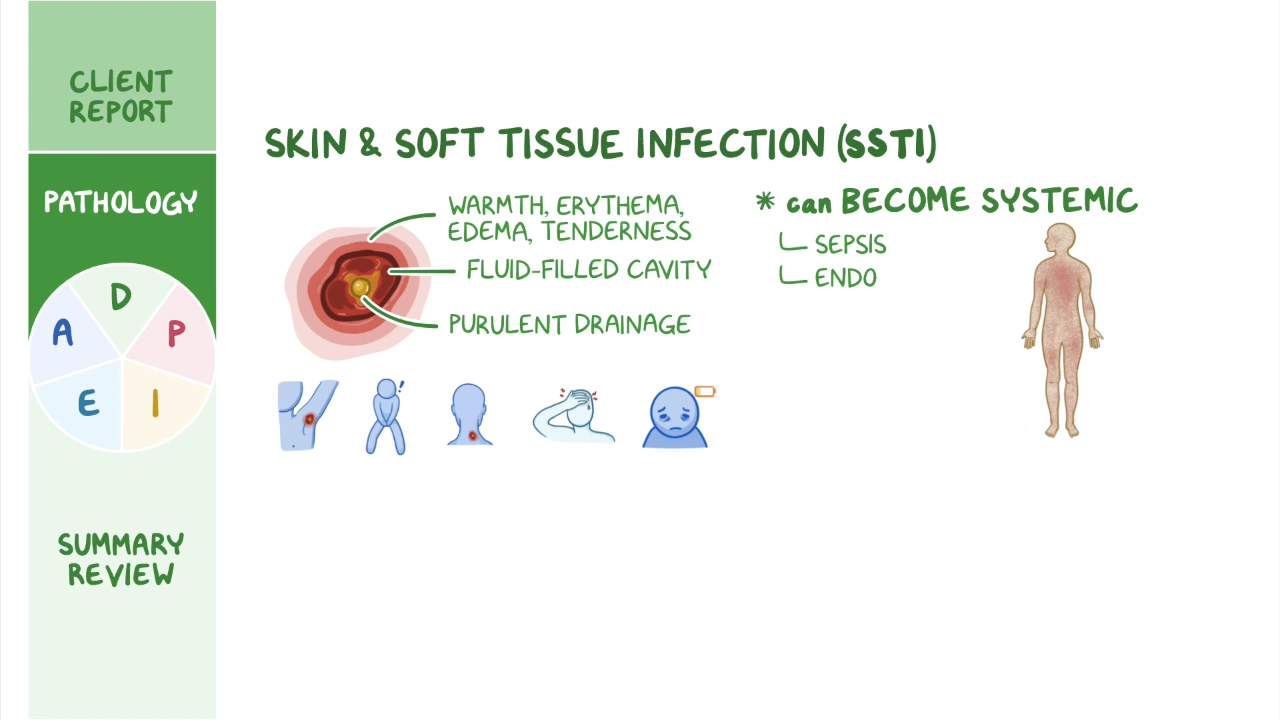 CLIENT
REPORT
PATHOLOGY
D
A
P
E
I
SUMMARY
REVIEW
SKIN & SOFT TISSUE INFECTION (SSTI)
WARMTH, ERYTHEMA,
EDEMA, TENDERNESS
FLUID-FILLED CAVITY
PURULENT DRAINAGE
!
* can BECOME SYSTEMIC
SEPSIS
ENDO